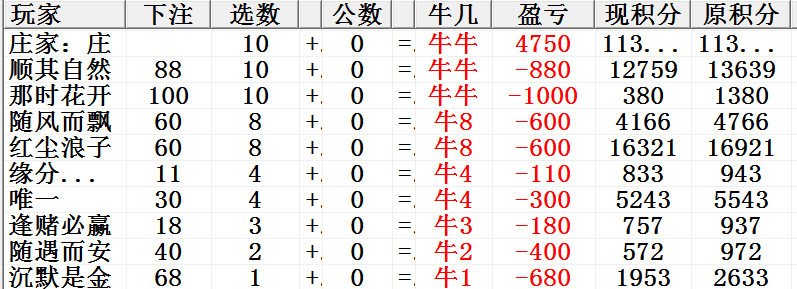 玩家 下注 选数 公数 牛几 盈亏 现积分 原积分
庄家：庄 10 +. 0 =. 牛牛 4750 113... 113...
顺其自然 88 10 +. 0 =. 牛牛 -880 12759 13639
那时花开 100 10 +. 0 =. 牛牛 -1000 380 1380
随风而飘 60 8 +. 0 =. 牛8 -600 4166 4766
红尘浪子 60 8 +. 0 =. 牛8 -600 16321 16921
缘分... 11 4 +. 0 =. 牛4 -110 833 943
唯一 30 4 +. 0 =. 牛4 -300 5243 5543
逢赌必赢 18 3 +. 0 =. 牛3 -180 757 937
随遇而安 40 2 +. 0 =. 牛2 -400 572 972
沉默是金 68 1 +. 0 =. 牛1 -680 1953 2633